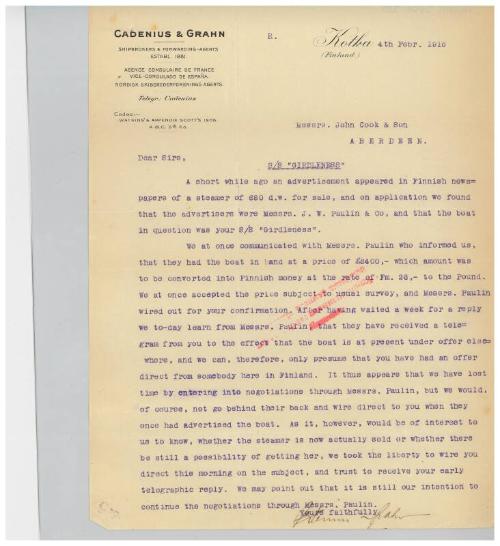 CADENIUS & GRAHN
SHIPBROKERS & FORWARDING-AGENTS
ESTABL. 1881
AGENCE CONSULAIRE DE FRANCE
VICE-CONSULADO DE ESPAÑA.
NORDISK SKIBSREDERFORENINGS AGENTS.
Telegr. Cadenius
Codes:
WATKINS & APPENDIX SCOTT'S 1906.
A.B.C. 5th Ed.
R.
Kotka 4th Febr. 1910
(Finland)
Messrs. John Cook & Son
ABERDEEN.
Dear Sirs,
S/S "GIRDLENESS"
A short while ago an advertisement appeared in Finnish news=
papers of a steamer of 680 d.w. for sale, and on application we found
that the advertisers were Messrs. J. W. Paulin & Co, and that the boat
in question was your S/S "Girdleness".
We at once communicated with Messrs. Paulin who informed us,
that they had the boat in hand at a price of £2400,- which amount was
to be converted into Finnish money at the rate of Fm. 25,- to the Pound.
We at once accepted the price subject to usual survey, and Messrs. Paulin
wired out for your confirmation. After having waited a week for a reply
we to-day learn from Messrs. Paulin, that they have received a tele=
gram from you to the effect that the boat is at present under offer else=
where, and we can, therefore, only presume that you have had an offer
direct from somebody here in Finland. It thus appears that we have lost
time by entering into negotiations through Messrs. Paulin, but we would,
of course, not go behind their back and wire direct to you when they
once had advertised the boat. As it, however, would be of interest to
us to know, whether the steamer is now actually sold or whether there
be still a possibility of getting her, we took the liberty to wire you
direct this morning on the subject, and trust to receive your early
telegraphic reply. We may point out that it is still our intention to
continue the negotiations through Messrs. Paulin.
Yours faithfully
Cadenius & Grahn